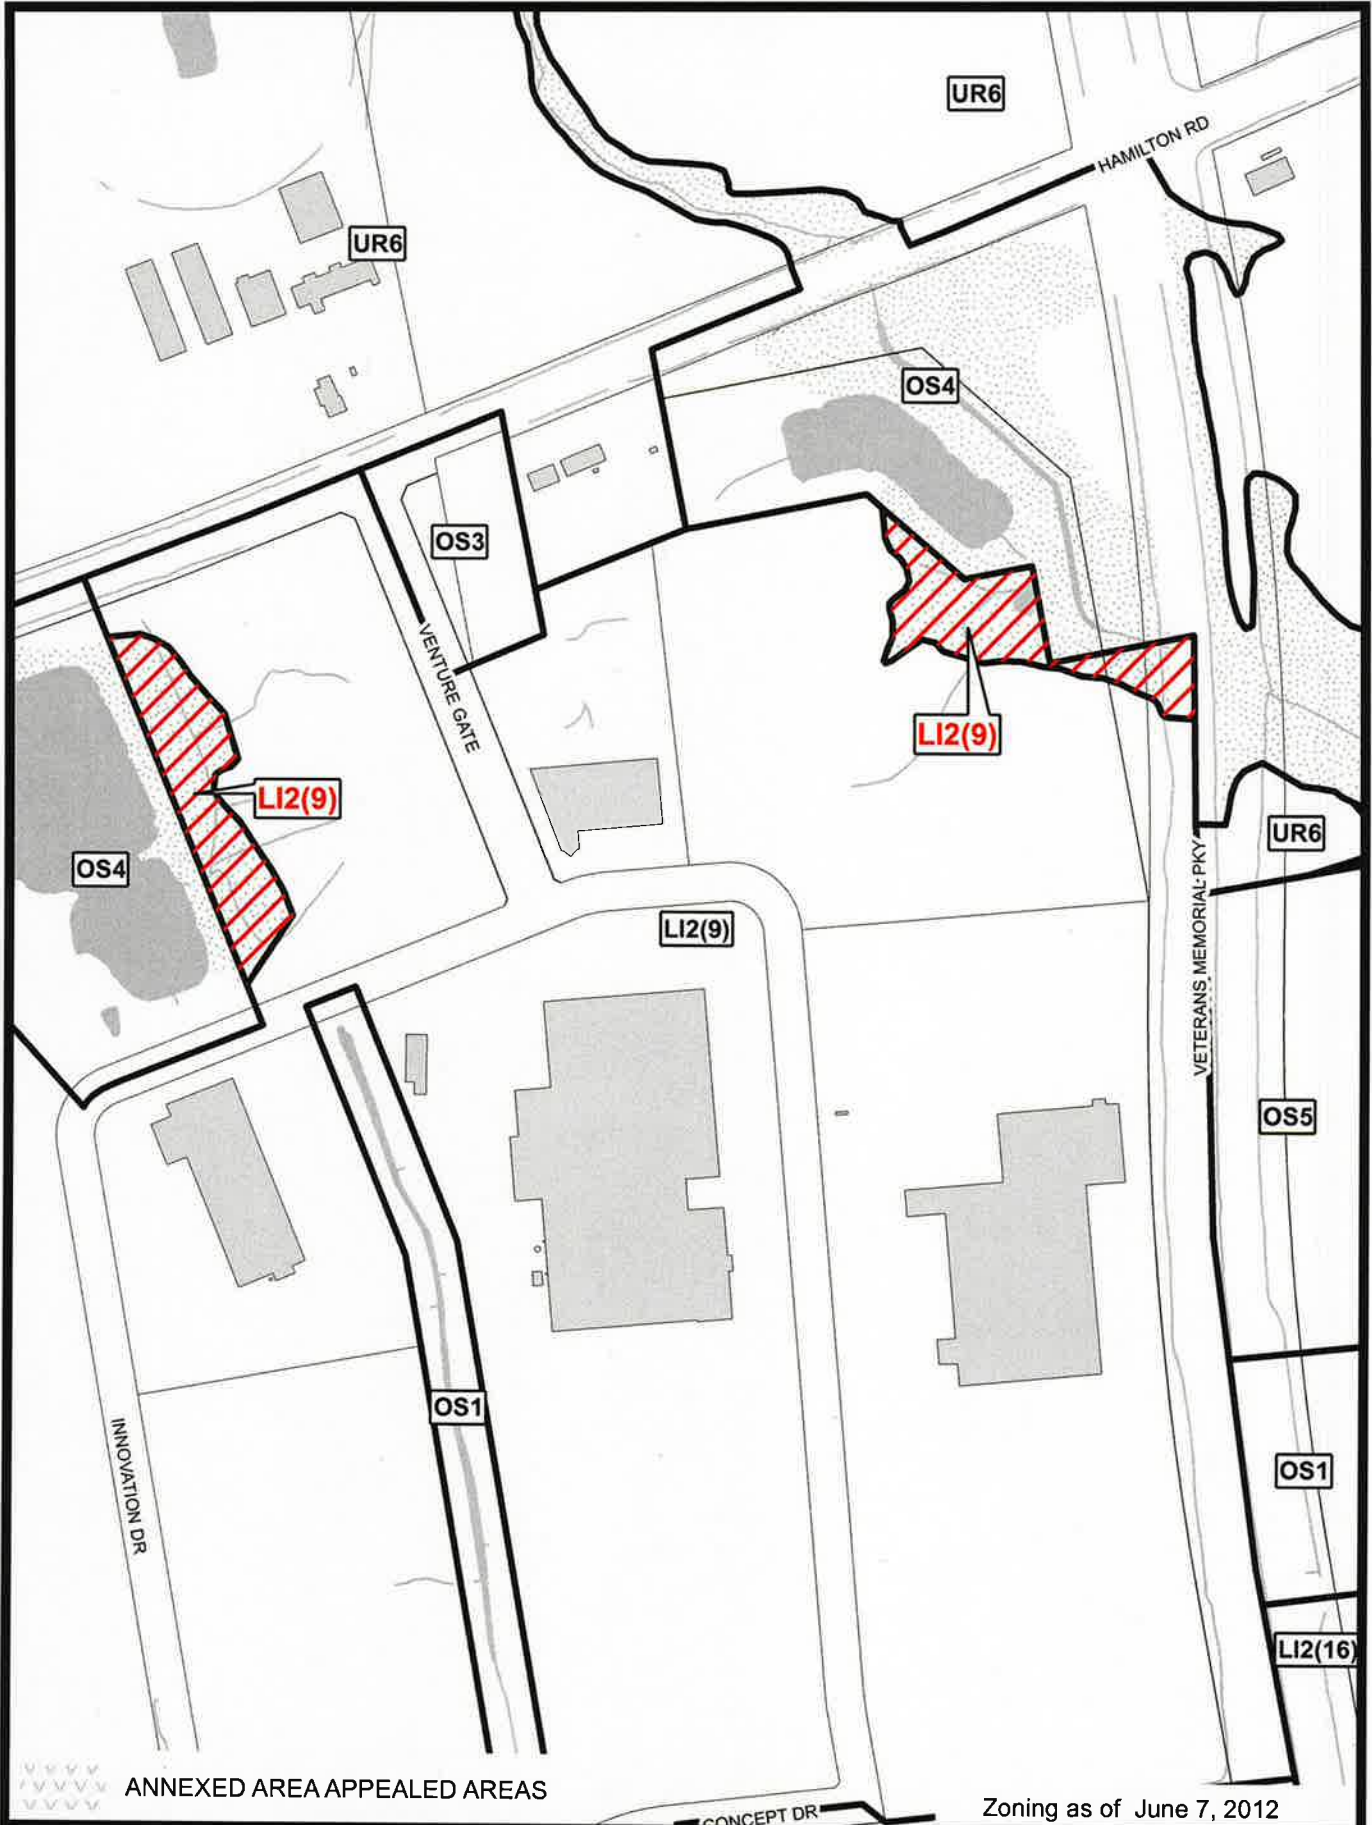 UR6
HAMILTON RD
UR6
OS4
OS3
VENTURE GATE
LI2(9)
LI2(9)
OS4
UR6
VETERANS MEMORIAL PKY
LI2(9)
OS5
OS1
INNOVATION DR
OS1
LI2(16)
ANNEXED AREA APPEALED AREAS
CONCEPT DR
Zoning as of June 7, 2012